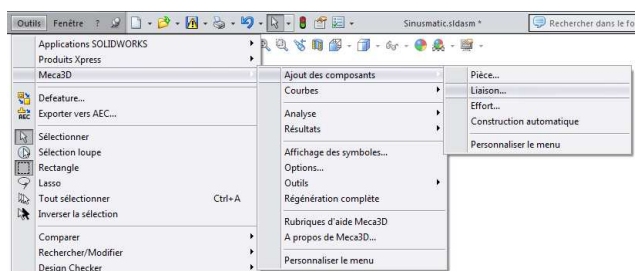 Outils Fenêtre ? Sinusmatic.sldasm * Rechercher dans le fo
Applications SOLIDWORKS
Produits Xpress
Meca3D
Defeature...
Exporter vers AEC...
Sélectionner
Sélection loupe
Rectangle
Lasso
Tout sélectionner Ctrl+A
Inverser la sélection
Comparer
Rechercher/Modifier
Design Checker
Ajout des composants
Courbes
Analyse
Résultats
Affichage des symboles...
Options...
Outils
Régénération complète
Rubriques d'aide Meca3D
A propos de Meca3D...
Personnaliser le menu
Pièce...
Liaison...
Effort...
Construction automatique
Personnaliser le menu